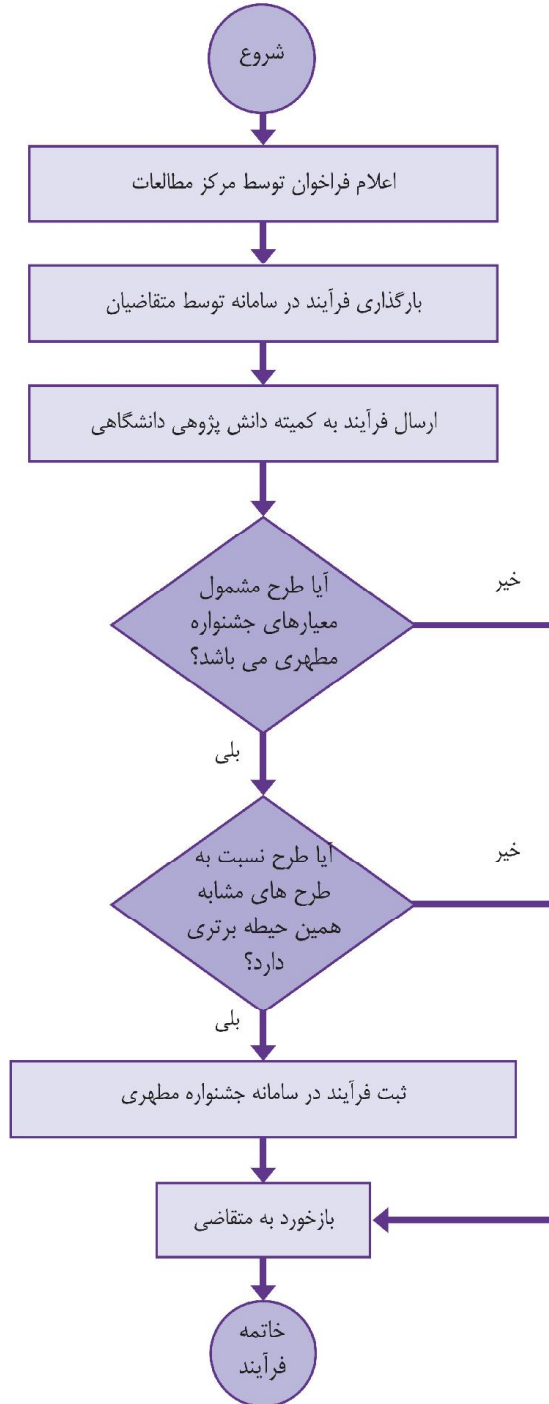 شروع
اعلام فراخوان توسط مرکز مطالعات
بارگذاری فرآیند در سامانه توسط متقاضیان
ارسال فرآیند به کمیته دانش پژوهی دانشگاهی
آیا طرح مشمول
معیارهای جشنواره
مطهری می باشد؟
خیر
بلی
آیا طرح نسبت به
طرح های مشابه
همین حیطه برتری
دارد؟
خیر
بلی
ثبت فرآیند در سامانه جشنواره مطهری
بازخورد به متقاضی
خاتمه
فرآیند